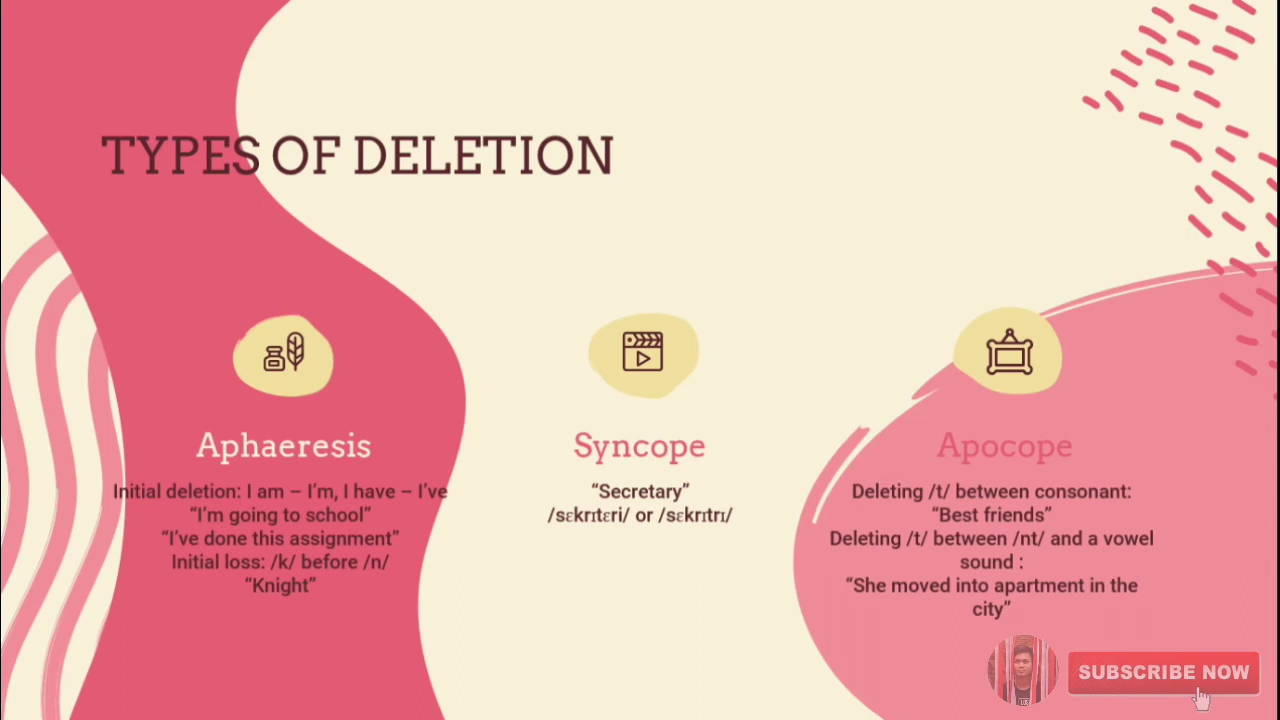 TYPES OF DELETION
Aphaeresis
Initial deletion: I am – I’m, I have – I’ve
“I’m going to school”
“I’ve done this assignment”
Initial loss: /k/ before /n/
“Knight”
Syncope
“Secretary”
/sɛkrɪtɛri/ or /sɛkrɪtrɪ/
Apocope
Deleting /t/ between consonant:
“Best friends”
Deleting /t/ between /nt/ and a vowel
sound :
“She moved into apartment in the
city”
SUBSCRIBE NOW